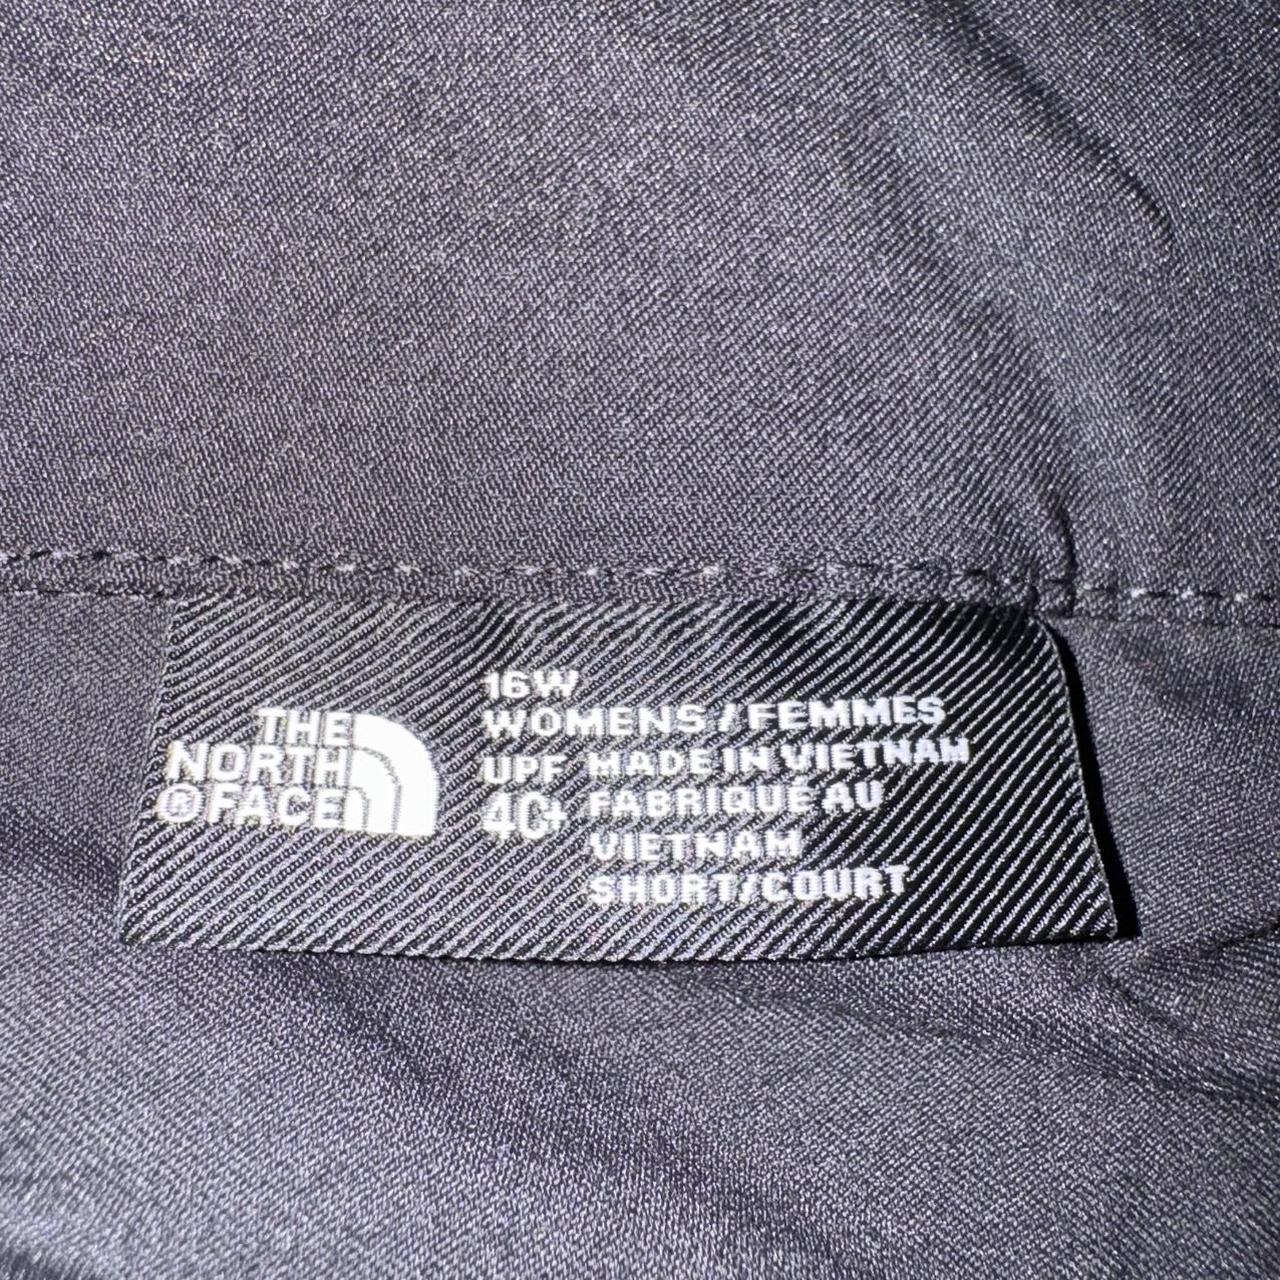 THE
NORTH
® FACE
16W
WOMENS / FEMMES
UPF
40+
MADE IN VIETNAM
FABRIQUÉ AU
VIETNAM
SHORT/COURT